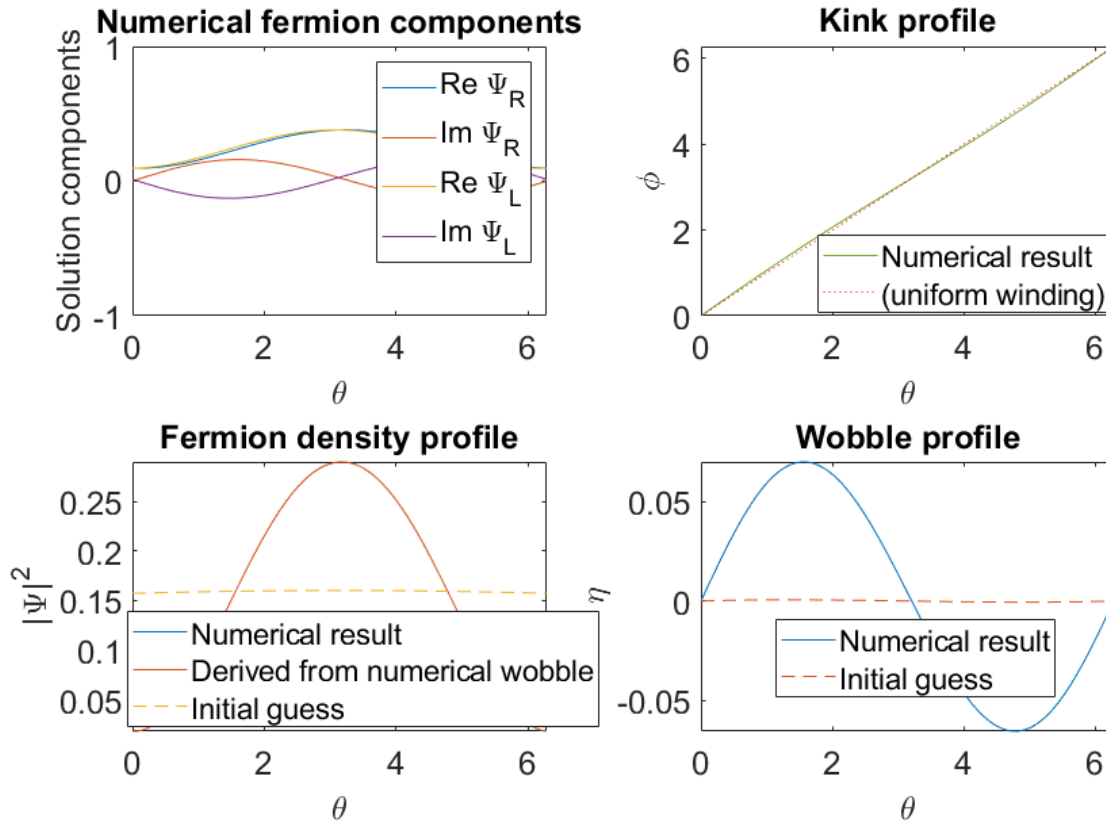 Numerical fermion components
Solution components
1
0
-1
0 2 4 6
θ
Re Ψ_R
Im Ψ_R
Re Ψ_L
Im Ψ_L
Kink profile
ϕ
6
4
2
0
0 2 4 6
θ
Numerical result
(uniform winding)
Fermion density profile
|Ψ|^2
0.25
0.2
0.15
0.1
0.05
0 2 4 6
θ
Numerical result
Derived from numerical wobble
Initial guess
Wobble profile
η
0.05
0
-0.05
0 2 4 6
θ
Numerical result
Initial guess